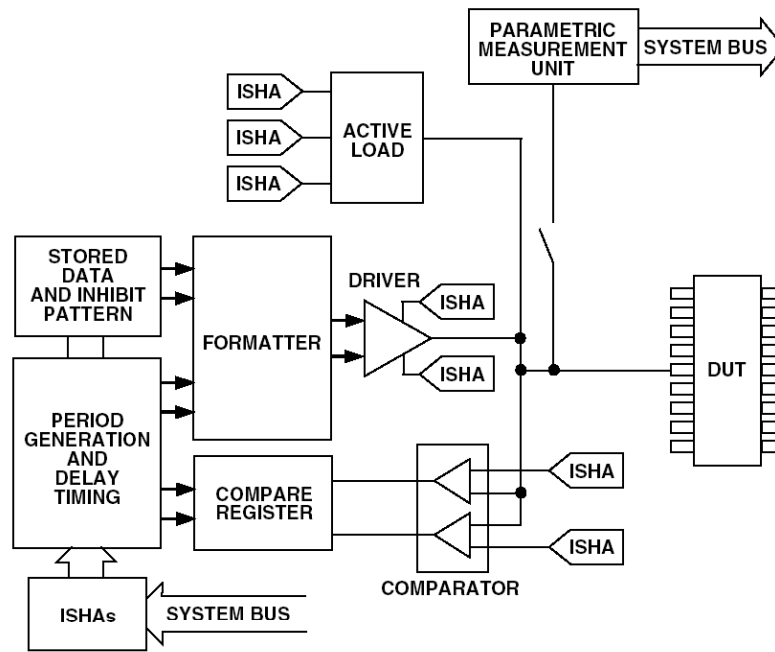 PARAMETRIC
MEASUREMENT
UNIT
SYSTEM BUS
ISHA
ISHA
ISHA
ACTIVE
LOAD
STORED
DATA
AND INHIBIT
PATTERN
FORMATTER
DRIVER
ISHA
ISHA
DUT
PERIOD
GENERATION
AND
DELAY
TIMING
COMPARE
REGISTER
ISHA
ISHA
COMPARATOR
ISHAs
SYSTEM BUS